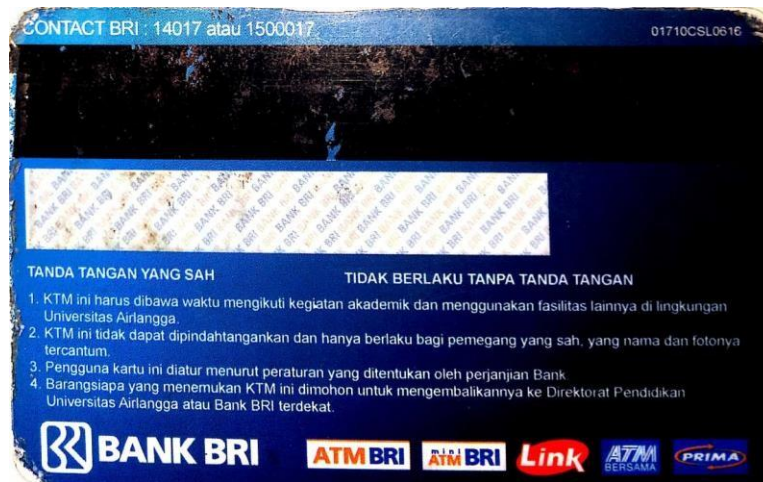 CONTACT BRI : 14017 atau 1500017
01710CSL0616
BANK BRI
TANDA TANGAN YANG SAH
TIDAK BERLAKU TANPA TANDA TANGAN
1. KTM ini harus dibawa waktu mengikuti kegiatan akademik dan menggunakan fasilitas lainnya di lingkungan
Universitas Airlangga.
2. KTM ini tidak dapat dipindahtangankan dan hanya berlaku bagi pemegang yang sah, yang nama dan fotonya
tercantum.
3. Pengguna kartu ini diatur menurut peraturan yang ditentukan oleh perjanjian Bank.
4. Barangsiapa yang menemukan KTM ini dimohon untuk mengembalikannya ke Direktorat Pendidikan
Universitas Airlangga atau Bank BRI terdekat.
BANK BRI
ATM BRI
mini ATM BRI
Link
ATM BERSAMA
PRIMA